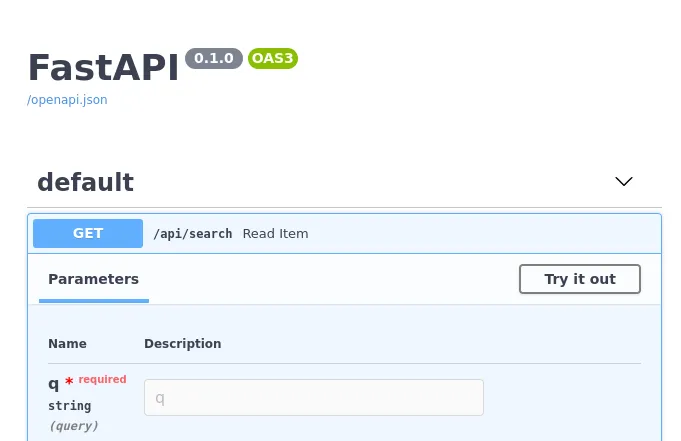 FastAPI 0.1.0 OAS3
/openapi.json
default
GET /api/search Read Item
Parameters Try it out
Name Description
q * required q
string
(query)